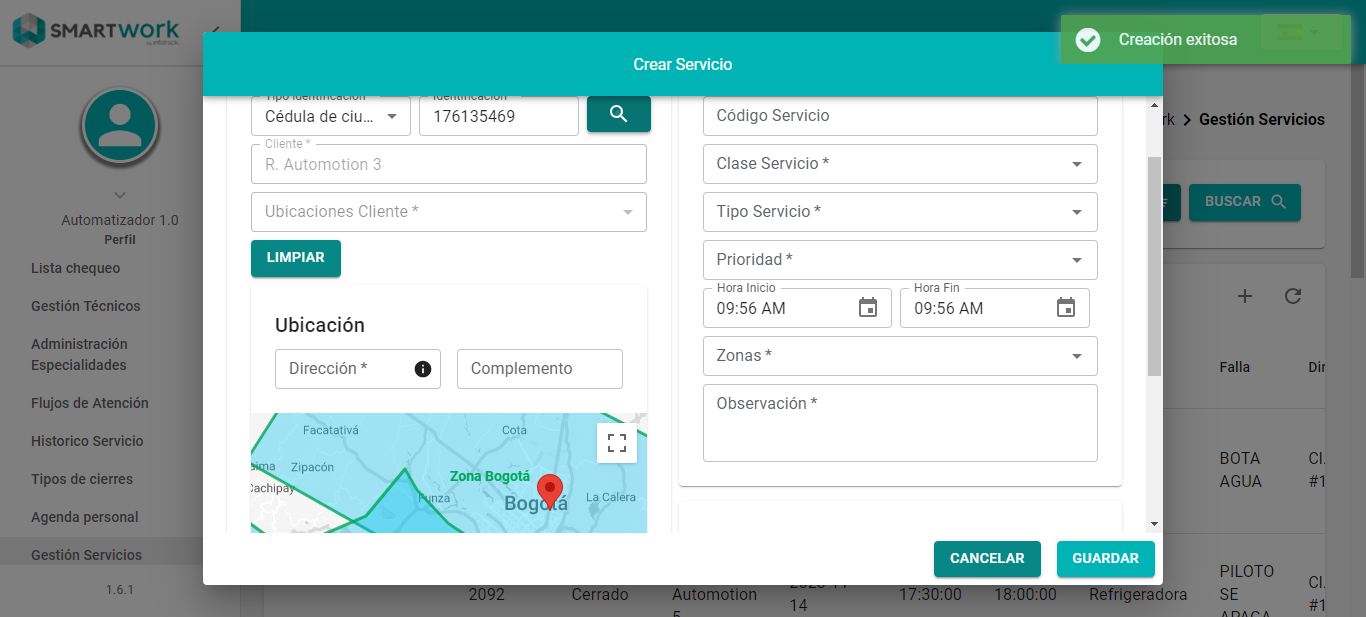 SMARTWORK
by infotrack
Creación exitosa
Crear Servicio
rk > Gestión Servicios
BUSCAR
Automatizador 1.0
Perfil
Lista chequeo
Gestión Técnicos
Administración
Especialidades
Flujos de Atención
Historico Servicio
Tipos de cierres
Agenda personal
Gestión Servicios
1.6.1
Tipo Identificación
Cédula de ciu...
Identificación
176135469
Cliente *
R. Automotion 3
Ubicaciones Cliente *
LIMPIAR
Ubicación
Dirección *
Complemento
Facatativá
Cota
aima
Zipacón
Cachipay
Zona Bogotá
Funza
Bogotá
La Calera
Código Servicio
Clase Servicio *
Tipo Servicio *
Prioridad *
Hora Inicio
09:56 AM
Hora Fin
09:56 AM
Zonas *
Observación *
CANCELAR
GUARDAR
Falla
Dir
BOTA
AGUA
Cl.
#1
2092
Cerrado
Automotion
14
17:30:00
18:00:00
Refrigeradora
PILOTO
SE
APAGA
Cl.
#1